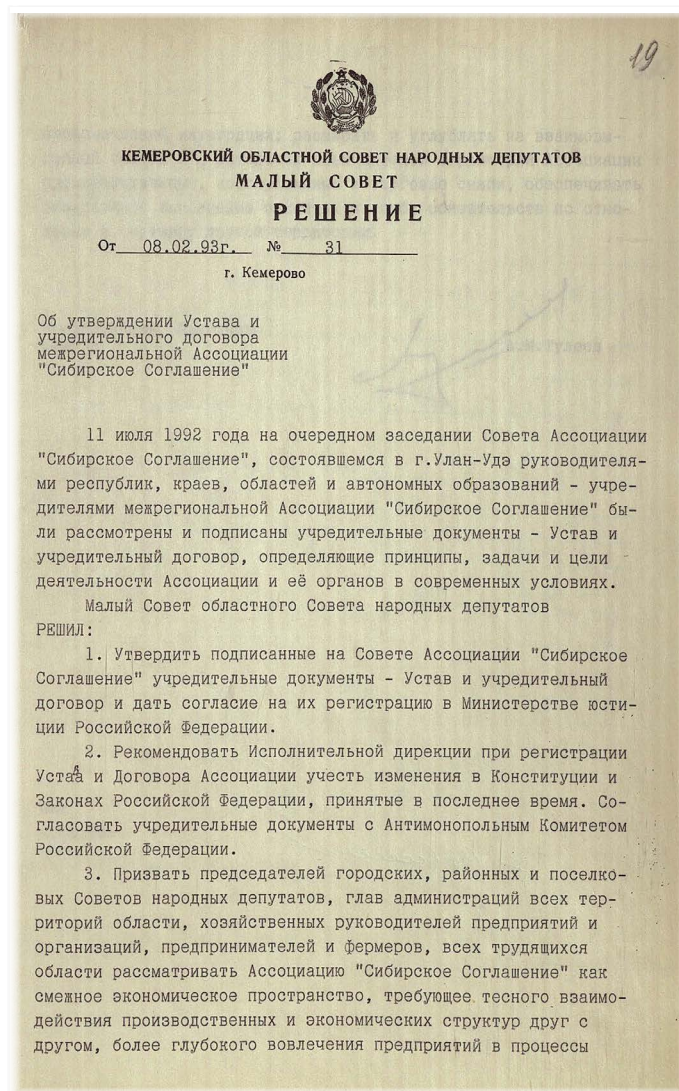 19
КЕМЕРОВСКИЙ ОБЛАСТНОЙ СОВЕТ НАРОДНЫХ ДЕПУТАТОВ
МАЛЫЙ СОВЕТ
РЕШЕНИЕ
От 08.02.93г. № 31
г. Кемерово
Об утверждении Устава и
учредительного договора
межрегиональной Ассоциации
"Сибирское Соглашение"
11 июля 1992 года на очередном заседании Совета Ассоциации
"Сибирское Соглашение", состоявшемся в г.Улан-Удэ руководителя-
ми республик, краев, областей и автономных образований - учре-
дителями межрегиональной Ассоциации "Сибирское Соглашение" бы-
ли рассмотрены и подписаны учредительные документы - Устав и
учредительный договор, определяющие принципы, задачи и цели
деятельности Ассоциации и её органов в современных условиях.
Малый Совет областного Совета народных депутатов
РЕШИЛ:
1. Утвердить подписанные на Совете Ассоциации "Сибирское
Соглашение" учредительные документы - Устав и учредительный
договор и дать согласие на их регистрацию в Министерстве юсти-
ции Российской Федерации.
2. Рекомендовать Исполнительной дирекции при регистрации
и Договора Ассоциации учесть изменения в Конституции и
Законах Российской Федерации, принятые в последнее время. Со-
гласовать учредительные документы с Антимонопольным Комитетом
Российской Федерации.
3. Призвать председателей городских, районных и поселко-
вых Советов народных депутатов, глав администраций всех тер-
риторий области, хозяйственных руководителей предприятий и
организаций, предпринимателей и фермеров, всех трудящихся
области рассматривать Ассоциацию "Сибирское Соглашение" как
смежное экономическое пространство, требующее тесного взаимо-
действия производственных и экономических структур друг с
другом, более глубокого вовлечения предприятий в процессы